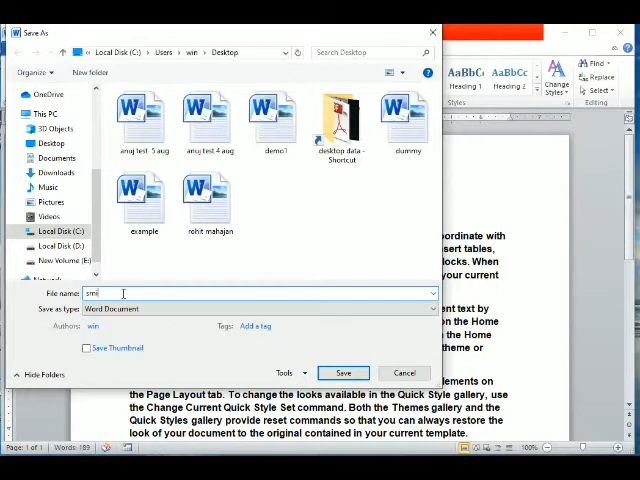 Save As
Local Disk (C:) Users win Desktop
Search Desktop
Organize New folder
OneDrive
This PC
3D Objects
Desktop
Documents
Downloads
Music
Pictures
Videos
Local Disk (C:)
Local Disk (D:)
New Volume (E:)
Network
anuj test 5 aug
anuj test 4 aug
demo1
desktop data -
Shortcut
dummy
example
rohit mahajan
File name: smi
Save as type: Word Document
Authors: win Tags: Add a tag
Save Thumbnail
Hide Folders Tools Save Cancel
AaBbCc AaBbCc
Heading 1 Heading 2
Change
Styles
Styles
Find
Replace
Select
Editing
oordinate with
sert tables,
locks. When
your current
ent text by
on the Home
on the Home
theme or
elements on
the Page Layout tab. To change the looks available in the Quick Style gallery, use
the Change Current Quick Style Set command. Both the Themes gallery and the
Quick Styles gallery provide reset commands so that you can always restore the
look of your document to the original contained in your current template.
Page: 1 of 1 Words: 189 100%